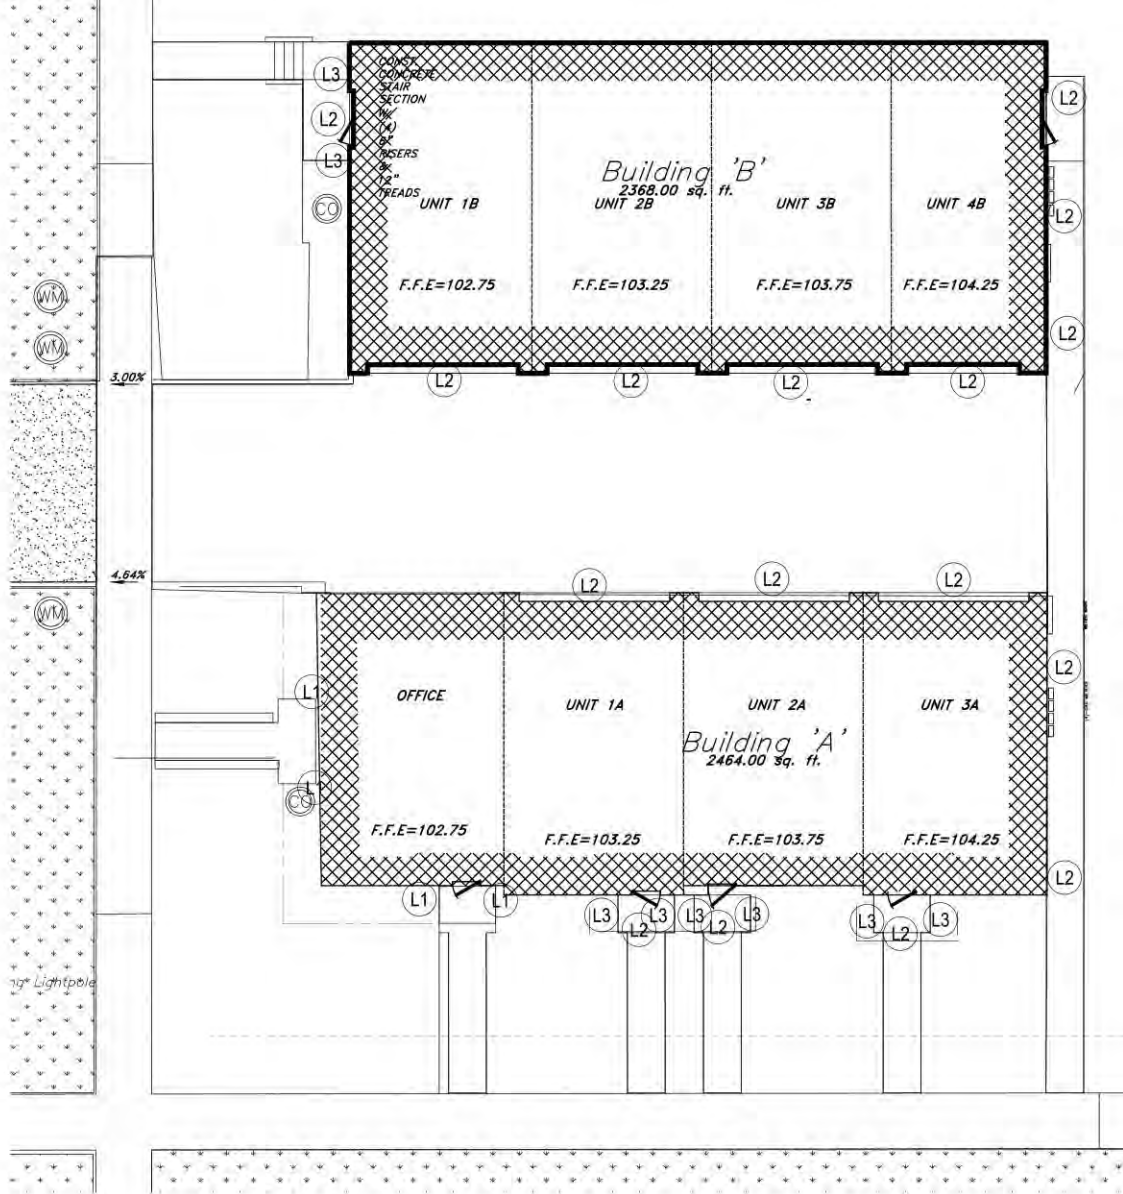 L3
CONST.
CONCRETE
STAIR
SECTION
W/
(4)
6"
RISERS
&
12"
TREADS
L2
L2
L3
Building 'B'
2368.00 sq. ft.
UNIT 1B
UNIT 2B
UNIT 3B
UNIT 4B
CO
L2
F.F.E=102.75
F.F.E=103.25
F.F.E=103.75
F.F.E=104.25
WM
WM
L2
3.00%
L2
L2
L2
L2
4.64%
L2
L2
L2
WM
L2
L1
OFFICE
UNIT 1A
UNIT 2A
UNIT 3A
Building 'A'
2464.00 sq. ft.
CO
F.F.E=102.75
F.F.E=103.25
F.F.E=103.75
F.F.E=104.25
L2
L1
L1
L3
L3
L3
L3
L3
L3
L2
L2
L2
Lightpole